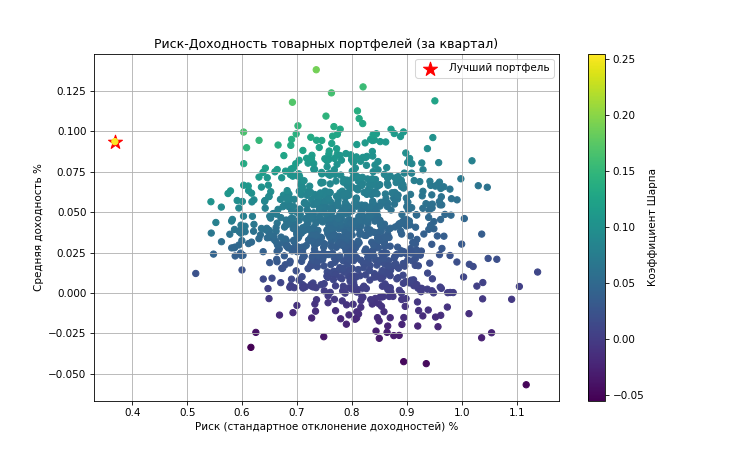 Риск-Доходность товарных портфелей (за квартал)
Лучший портфель
Средняя доходность %
0.125
0.100
0.075
0.050
0.025
0.000
−0.025
−0.050
0.4 0.5 0.6 0.7 0.8 0.9 1.0 1.1
Риск (стандартное отклонение доходностей) %
0.25
0.20
0.15
0.10
0.05
0.00
−0.05
Коэффициент Шарпа